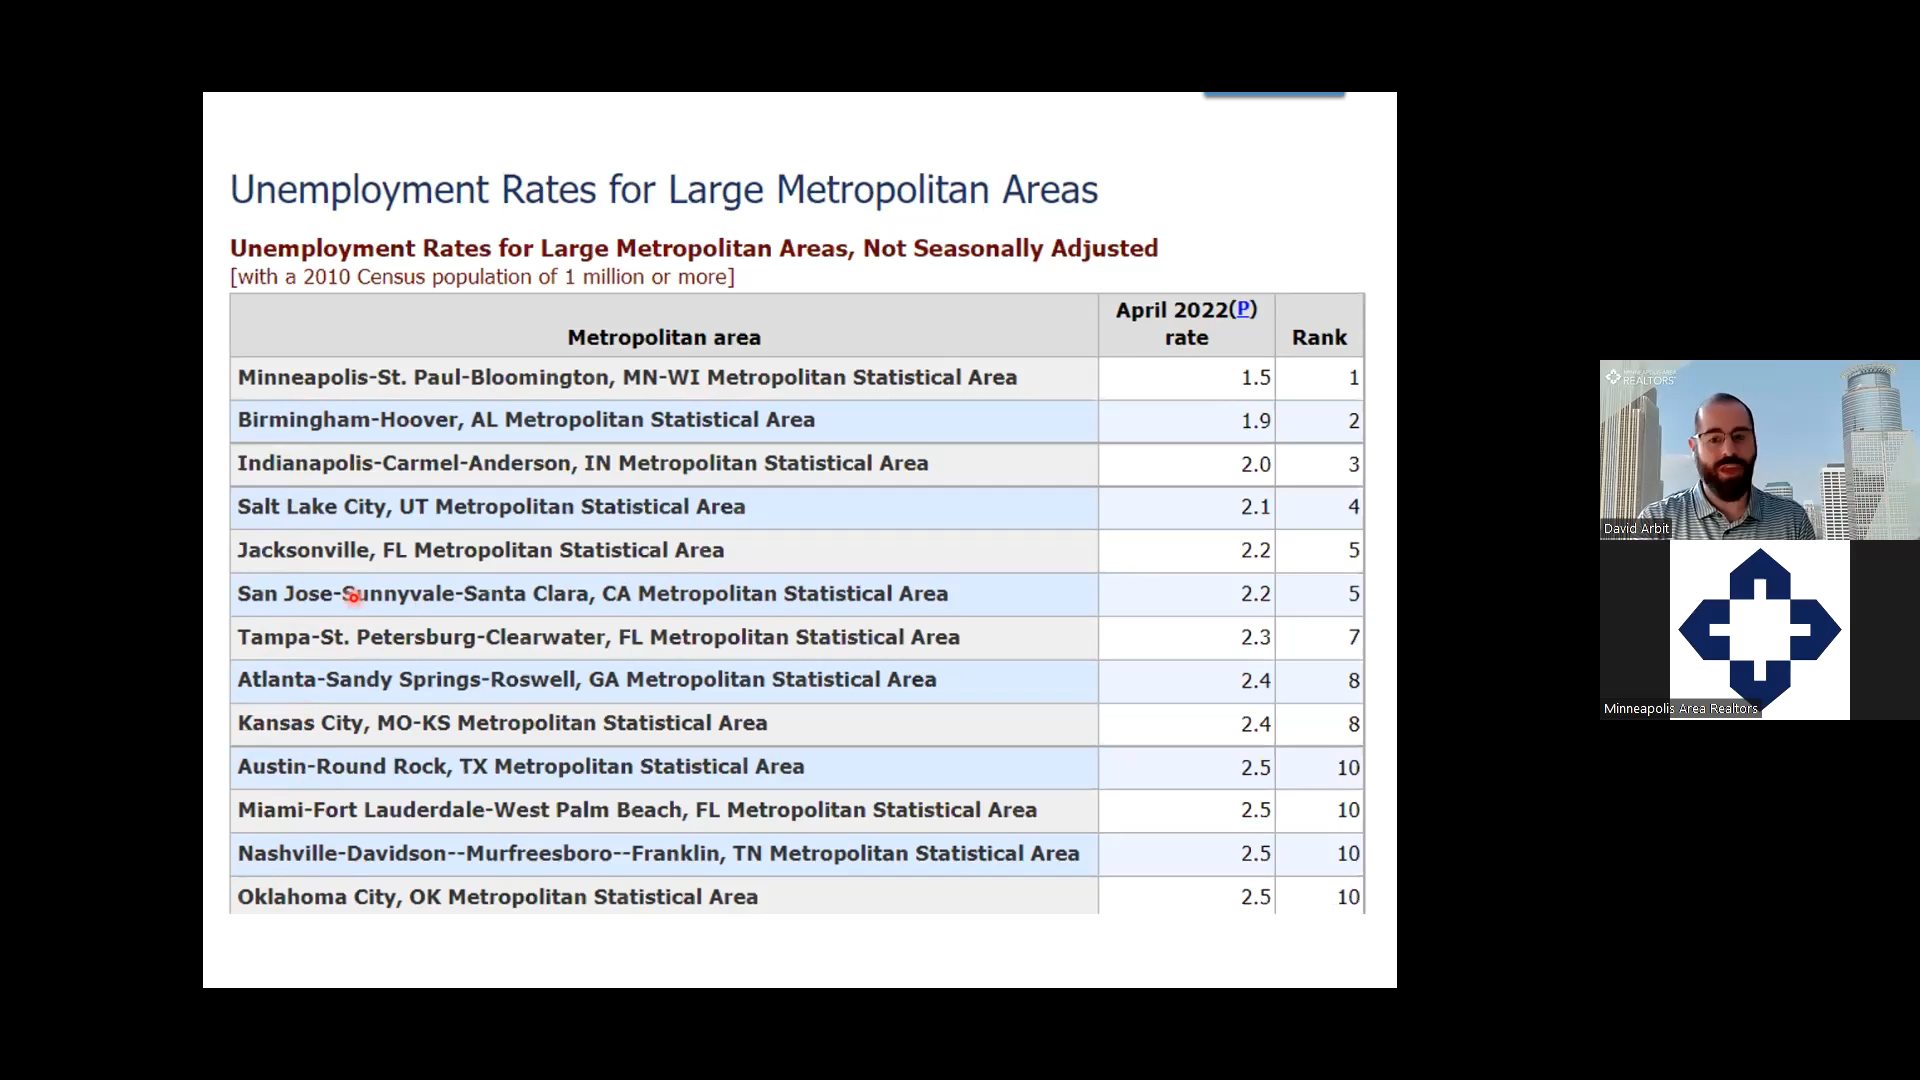 Unemployment Rates for Large Metropolitan Areas
Unemployment Rates for Large Metropolitan Areas, Not Seasonally Adjusted
[with a 2010 Census population of 1 million or more]
Metropolitan area April 2022(P) rate Rank
Minneapolis-St. Paul-Bloomington, MN-WI Metropolitan Statistical Area 1.5 1
Birmingham-Hoover, AL Metropolitan Statistical Area 1.9 2
Indianapolis-Carmel-Anderson, IN Metropolitan Statistical Area 2.0 3
Salt Lake City, UT Metropolitan Statistical Area 2.1 4
Jacksonville, FL Metropolitan Statistical Area 2.2 5
San Jose-Sunnyvale-Santa Clara, CA Metropolitan Statistical Area 2.2 5
Tampa-St. Petersburg-Clearwater, FL Metropolitan Statistical Area 2.3 7
Atlanta-Sandy Springs-Roswell, GA Metropolitan Statistical Area 2.4 8
Kansas City, MO-KS Metropolitan Statistical Area 2.4 8
Austin-Round Rock, TX Metropolitan Statistical Area 2.5 10
Miami-Fort Lauderdale-West Palm Beach, FL Metropolitan Statistical Area 2.5 10
Nashville-Davidson--Murfreesboro--Franklin, TN Metropolitan Statistical Area 2.5 10
Oklahoma City, OK Metropolitan Statistical Area 2.5 10
MINNEAPOLIS AREA
REALTORS
David Arbit
Minneapolis Area Realtors